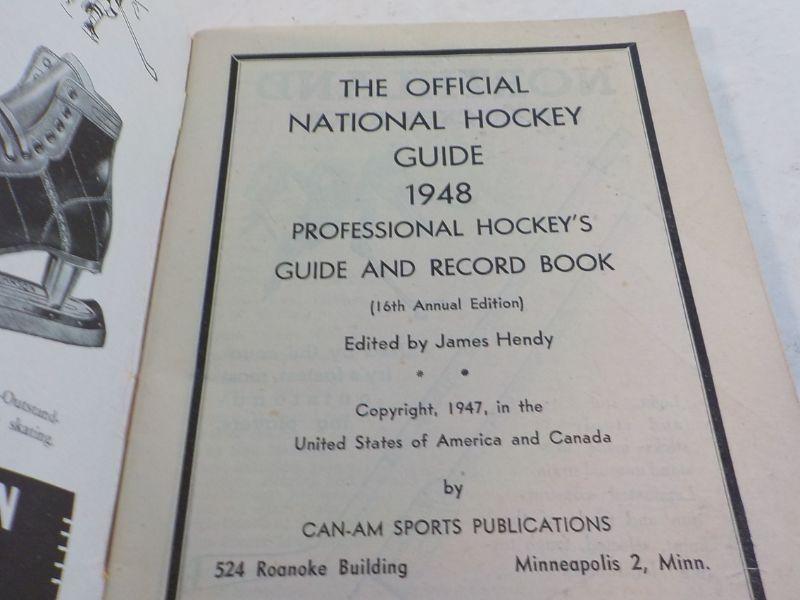 THE OFFICIAL
NATIONAL HOCKEY
GUIDE
1948
PROFESSIONAL HOCKEY'S
GUIDE AND RECORD BOOK
(16th Annual Edition)
Edited by James Hendy
* *
Copyright, 1947, in the
United States of America and Canada
by
CAN-AM SPORTS PUBLICATIONS
524 Roanoke Building Minneapolis 2, Minn.
-Outstand-
skating.
N